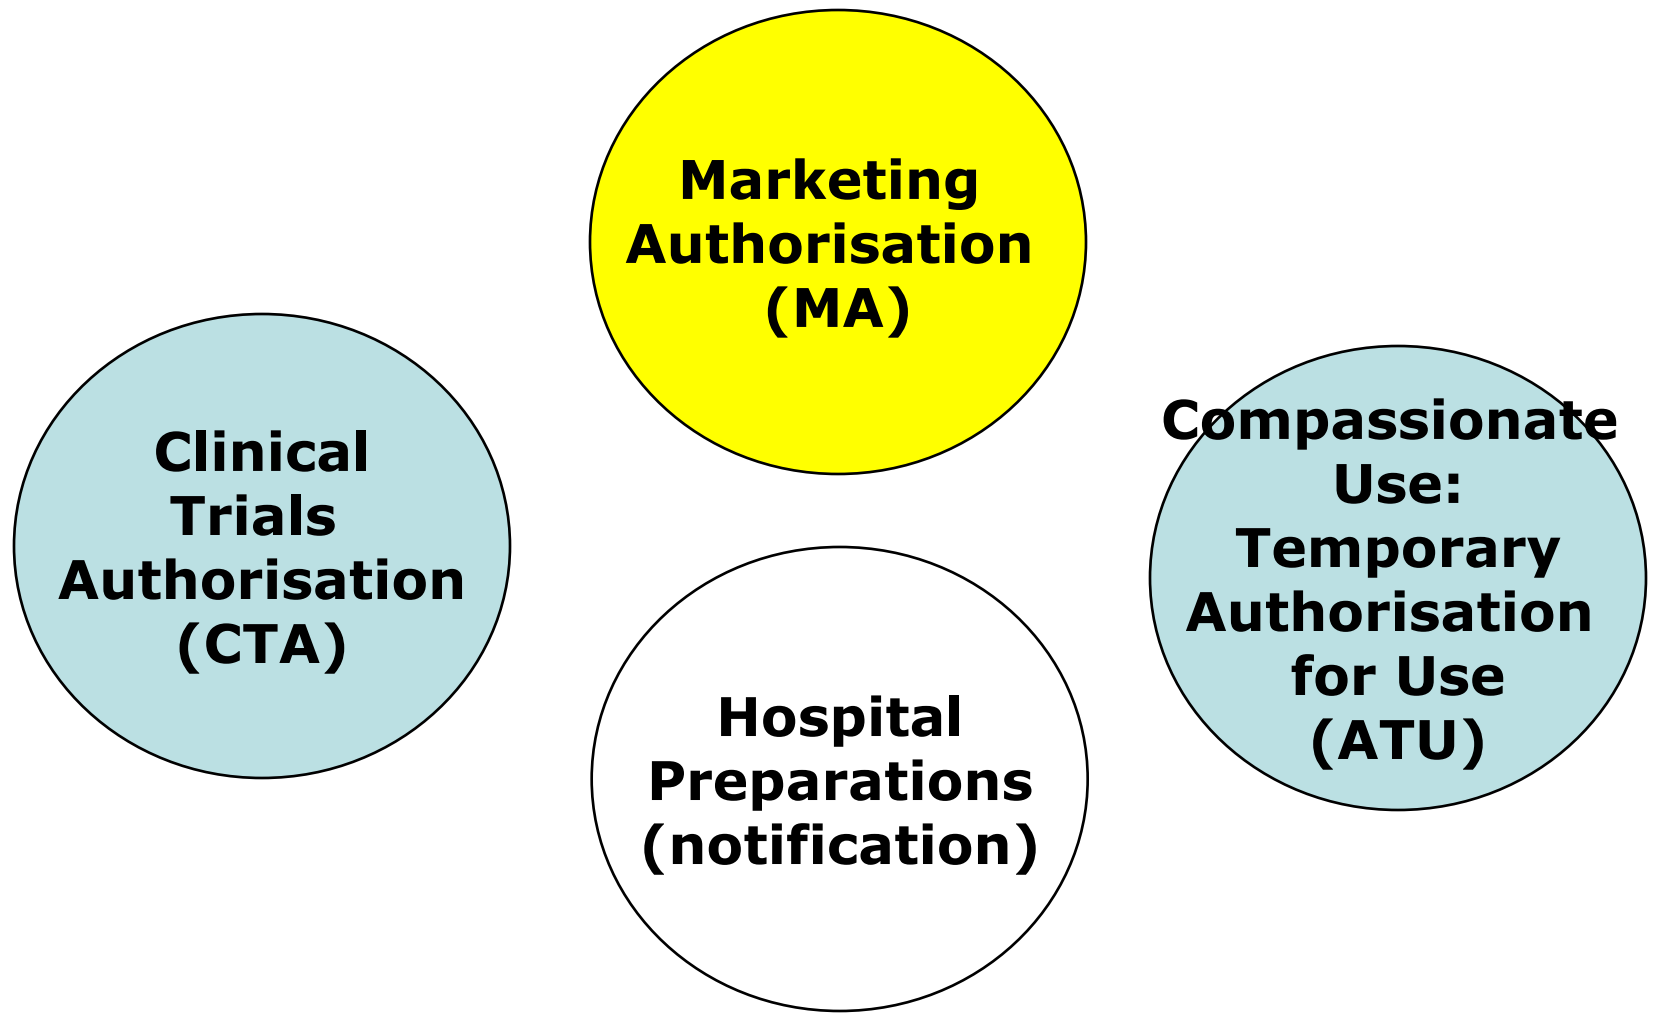 Marketing
Authorisation
(MA)
Clinical
Trials
Authorisation
(CTA)
Compassionate
Use:
Temporary
Authorisation
for Use
(ATU)
Hospital
Preparations
(notification)